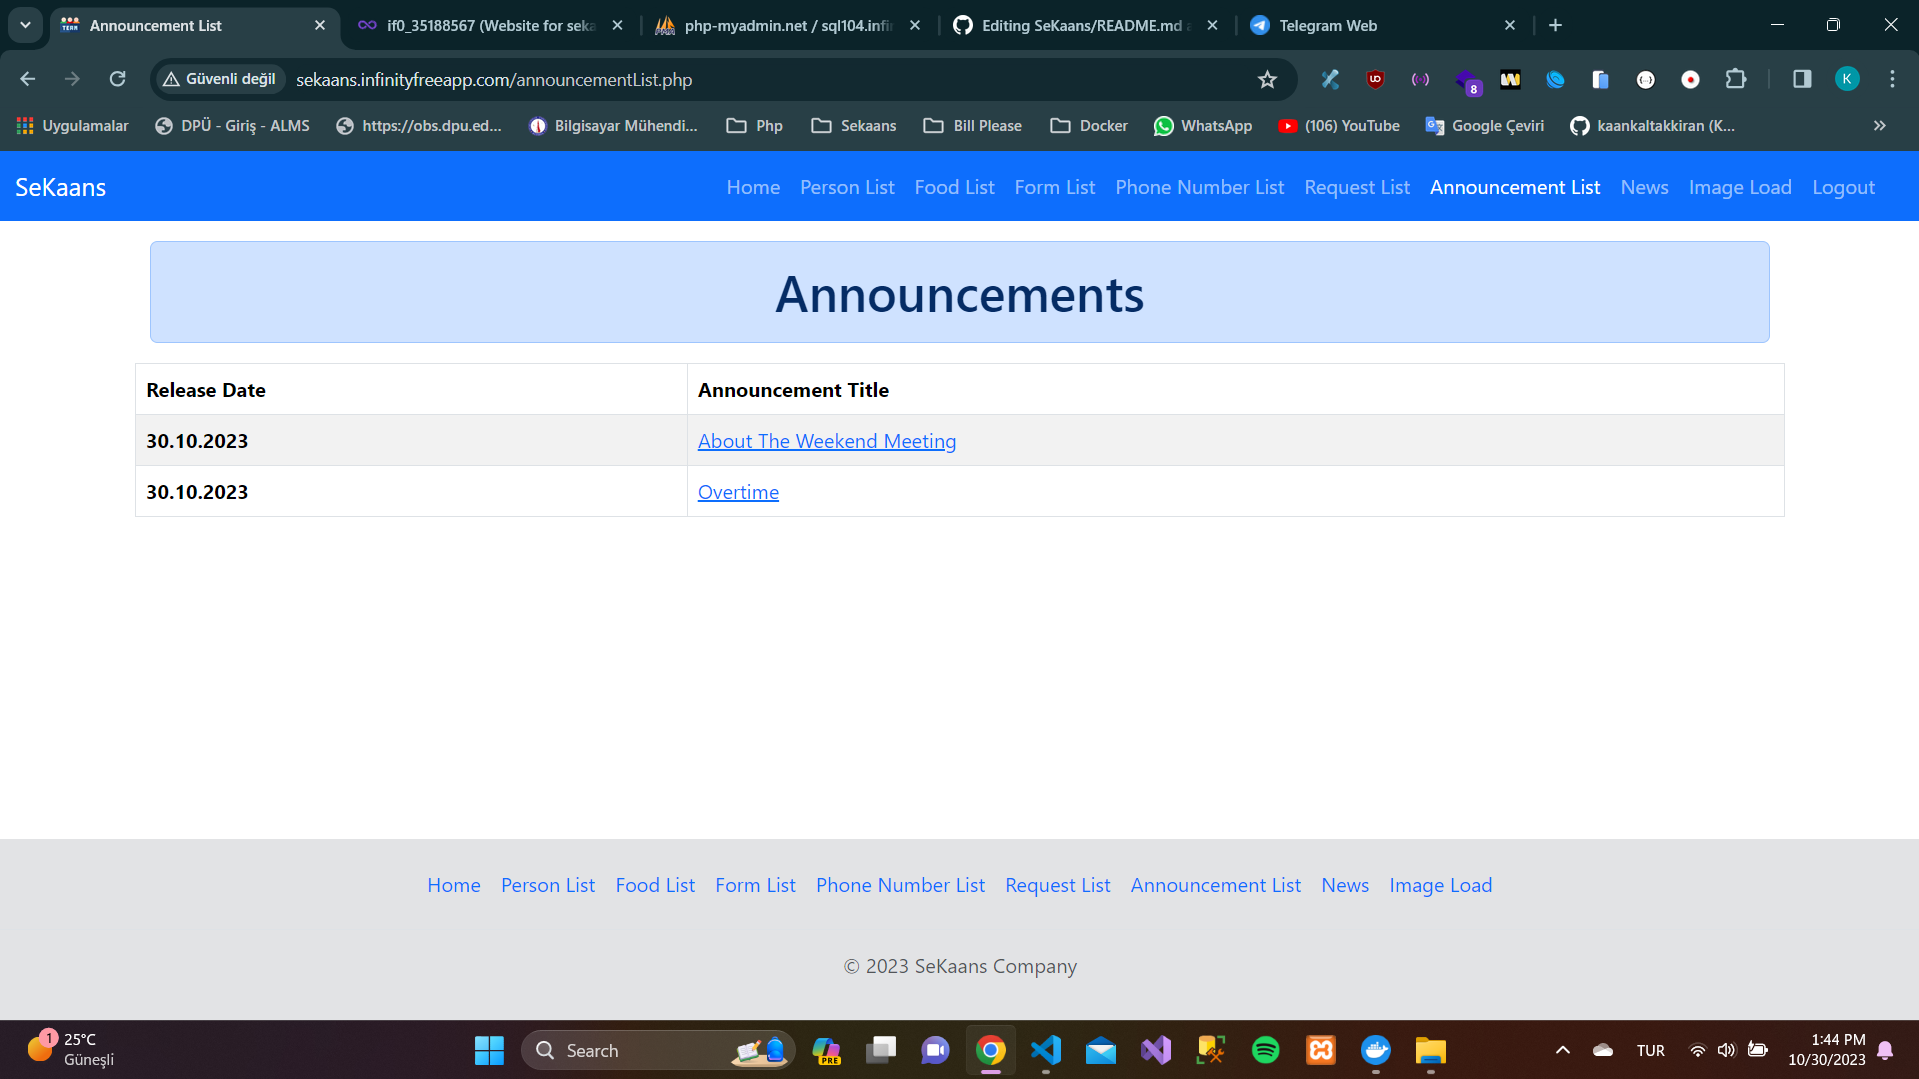 Announcement List
if0_35188567 (Website for seka
php-myadmin.net / sql104.infi
Editing SeKaans/README.md a
Telegram Web
Güvenli değil
sekaans.infinityfreeapp.com/announcementList.php
8
K
Uygulamalar
DPÜ - Giriş - ALMS
https://obs.dpu.ed...
Bilgisayar Mühendi...
Php
Sekaans
Bill Please
Docker
WhatsApp
(106) YouTube
Google Çeviri
kaankaltakkiran (K...
SeKaans
Home Person List Food List Form List Phone Number List Request List Announcement List News Image Load Logout
Announcements
Release Date Announcement Title
30.10.2023 About The Weekend Meeting
30.10.2023 Overtime
Home Person List Food List Form List Phone Number List Request List Announcement List News Image Load
© 2023 SeKaans Company
1
25°C
Güneşli
Search
PRE
TUR
1:44 PM
10/30/2023